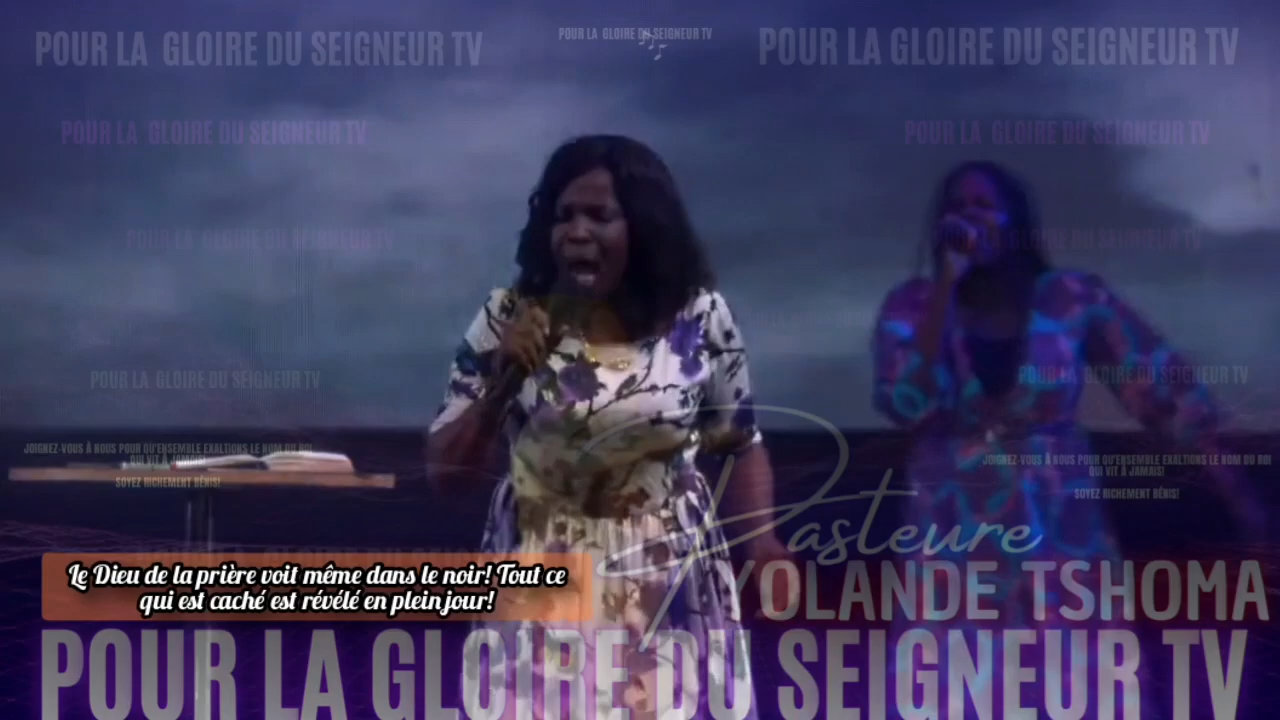 POUR LA GLOIRE DU SEIGNEUR TV
POUR LA GLOIRE DU SEIGNEUR TV
POUR LA GLOIRE DU SEIGNEUR TV
POUR LA GLOIRE DU SEIGNEUR TV
POUR LA GLOIRE DU SEIGNEUR TV
POUR LA GLOIRE DU SEIGNEUR TV
POUR LA GLOIRE DU SEIGNEUR TV
POUR LA GLOIRE DU SEIGNEUR TV
POUR LA GLOIRE DU SEIGNEUR TV
JOIGNEZ-VOUS À NOUS POUR QU'ENSEMBLE EXALTIONS LE NOM DU ROI
QUI VIT À JAMAIS!
SOYEZ RICHEMENT BÉNIS!
JOIGNEZ-VOUS À NOUS POUR QU'ENSEMBLE EXALTIONS LE NOM DU ROI
QUI VIT À JAMAIS!
SOYEZ RICHEMENT BÉNIS!
Pasteure
YOLANDE TSHOMA
Le Dieu de la prière voit même dans le noir! Tout ce
qui est caché est révélé en plein jour!
POUR LA GLOIRE DU SEIGNEUR TV